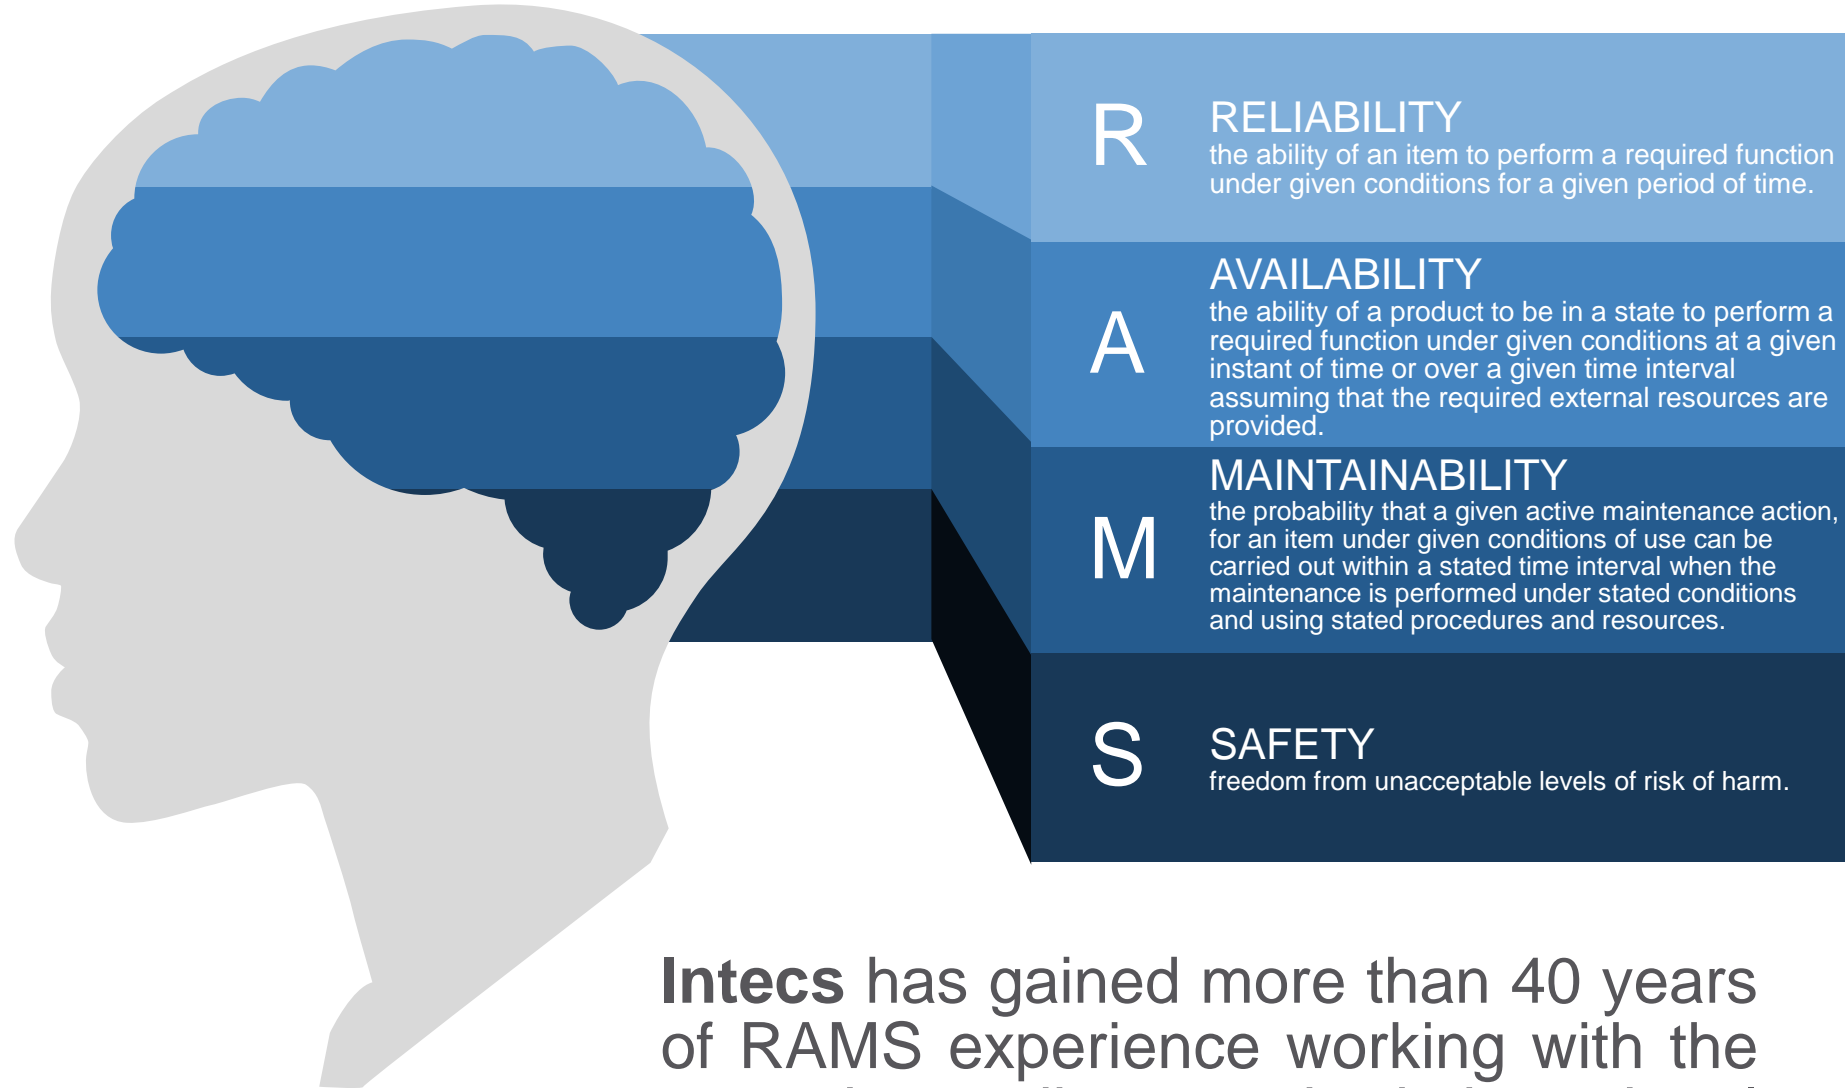 R
RELIABILITY
the ability of an item to perform a required function
under given conditions for a given period of time.
A
AVAILABILITY
the ability of a product to be in a state to perform a
required function under given conditions at a given
instant of time or over a given time interval
assuming that the required external resources are
provided.
M
MAINTAINABILITY
the probability that a given active maintenance action,
for an item under given conditions of use can be
carried out within a stated time interval when the
maintenance is performed under stated conditions
and using stated procedures and resources.
S
SAFETY
freedom from unacceptable levels of risk of harm.
Intecs has gained more than 40 years
of RAMS experience working with the